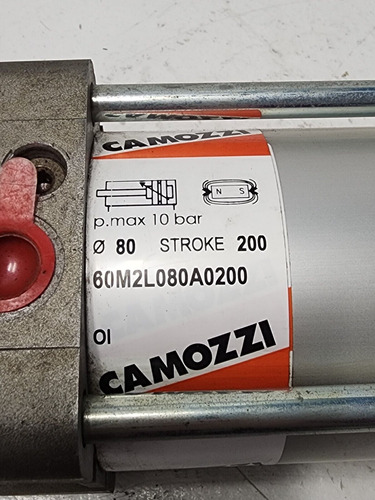 CAMOZZI
N S
p.max 10 bar
Ø 80 STROKE 200
60M2L080A0200
OI
CAMOZZI